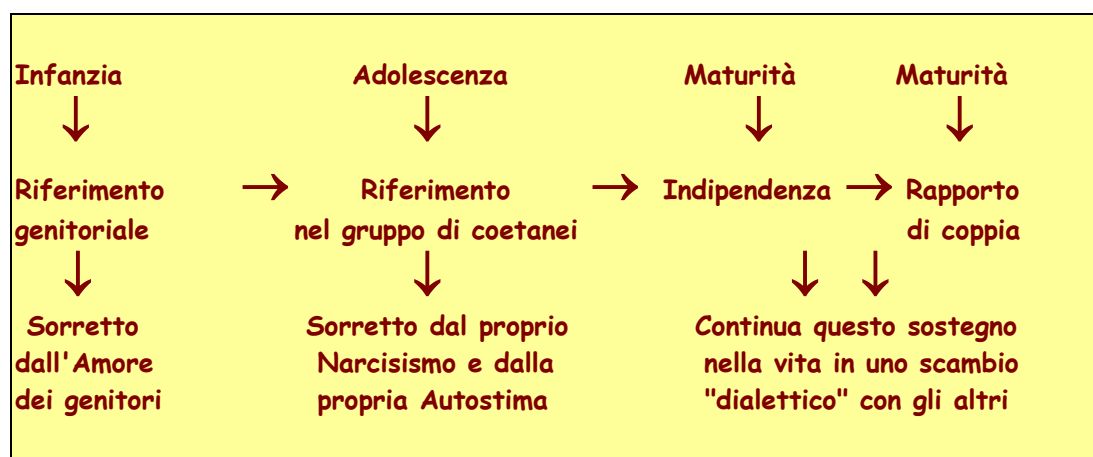 Infanzia Adolescenza Maturità Maturità
Riferimento → Riferimento → Indipendenza → Rapporto
genitoriale nel gruppo di coetanei di coppia
Sorretto Sorretto dal proprio Continua questo sostegno
dall'Amore Narcisismo e dalla nella vita in uno scambio
dei genitori propria Autostima "dialettico" con gli altri